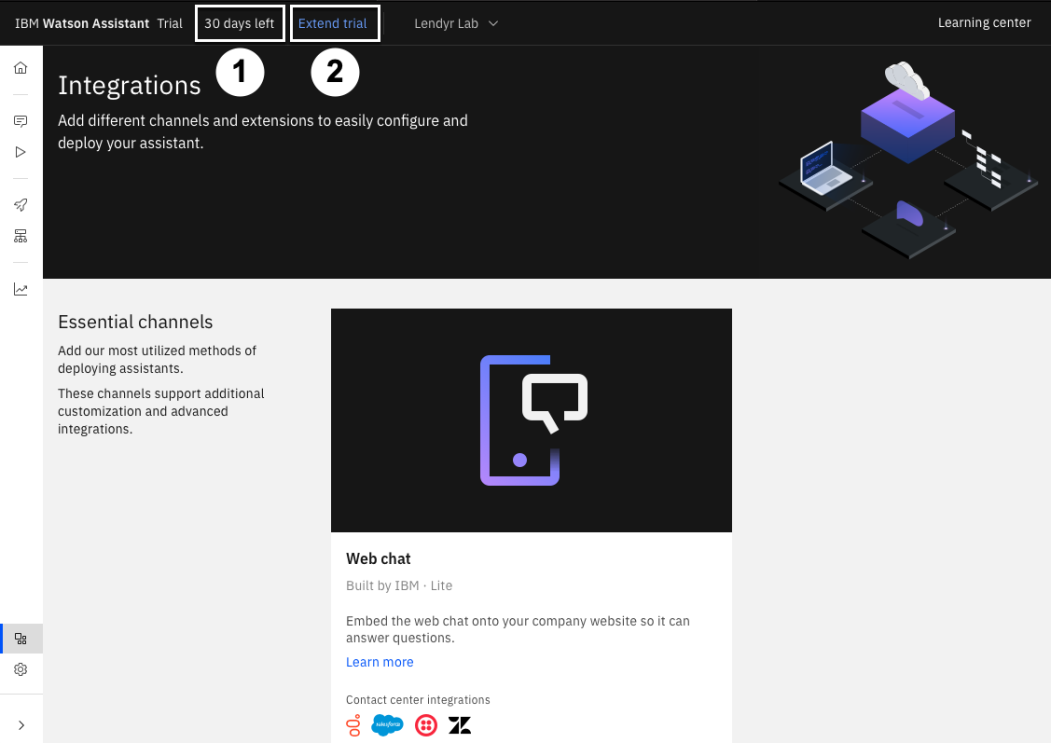 IBM Watson Assistant Trial 30 days left Extend trial Lendyr Lab Learning center
1 2
Integrations
Add different channels and extensions to easily configure and
deploy your assistant.
Essential channels
Add our most utilized methods of
deploying assistants.
These channels support additional
customization and advanced
integrations.
Web chat
Built by IBM · Lite
Embed the web chat onto your company website so it can
answer questions.
Learn more
Contact center integrations
salesforce